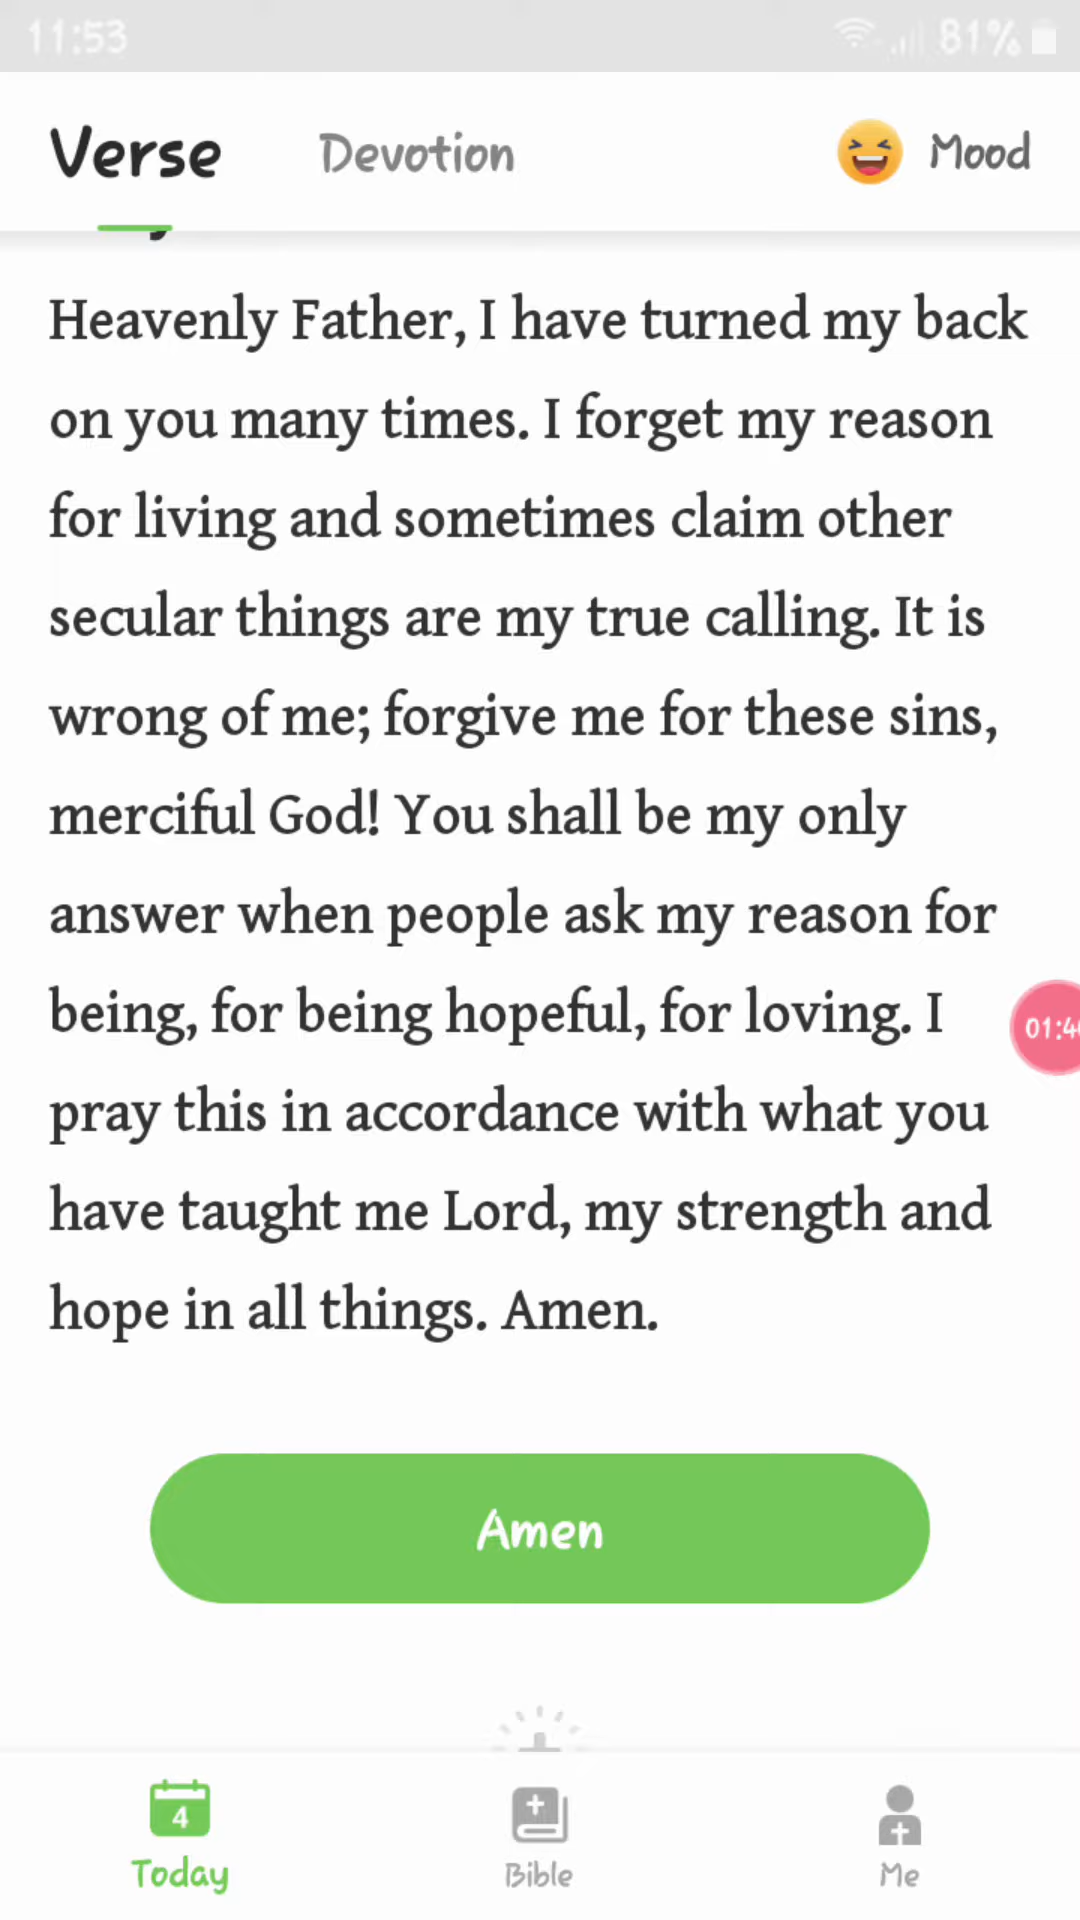 11:53
81%
Verse
Devotion
Mood
Heavenly Father, I have turned my back
on you many times. I forget my reason
for living and sometimes claim other
secular things are my true calling. It is
wrong of me; forgive me for these sins,
merciful God! You shall be my only
answer when people ask my reason for
being, for being hopeful, for loving. I
pray this in accordance with what you
have taught me Lord, my strength and
hope in all things. Amen.
Amen
4
Today
Bible
Me